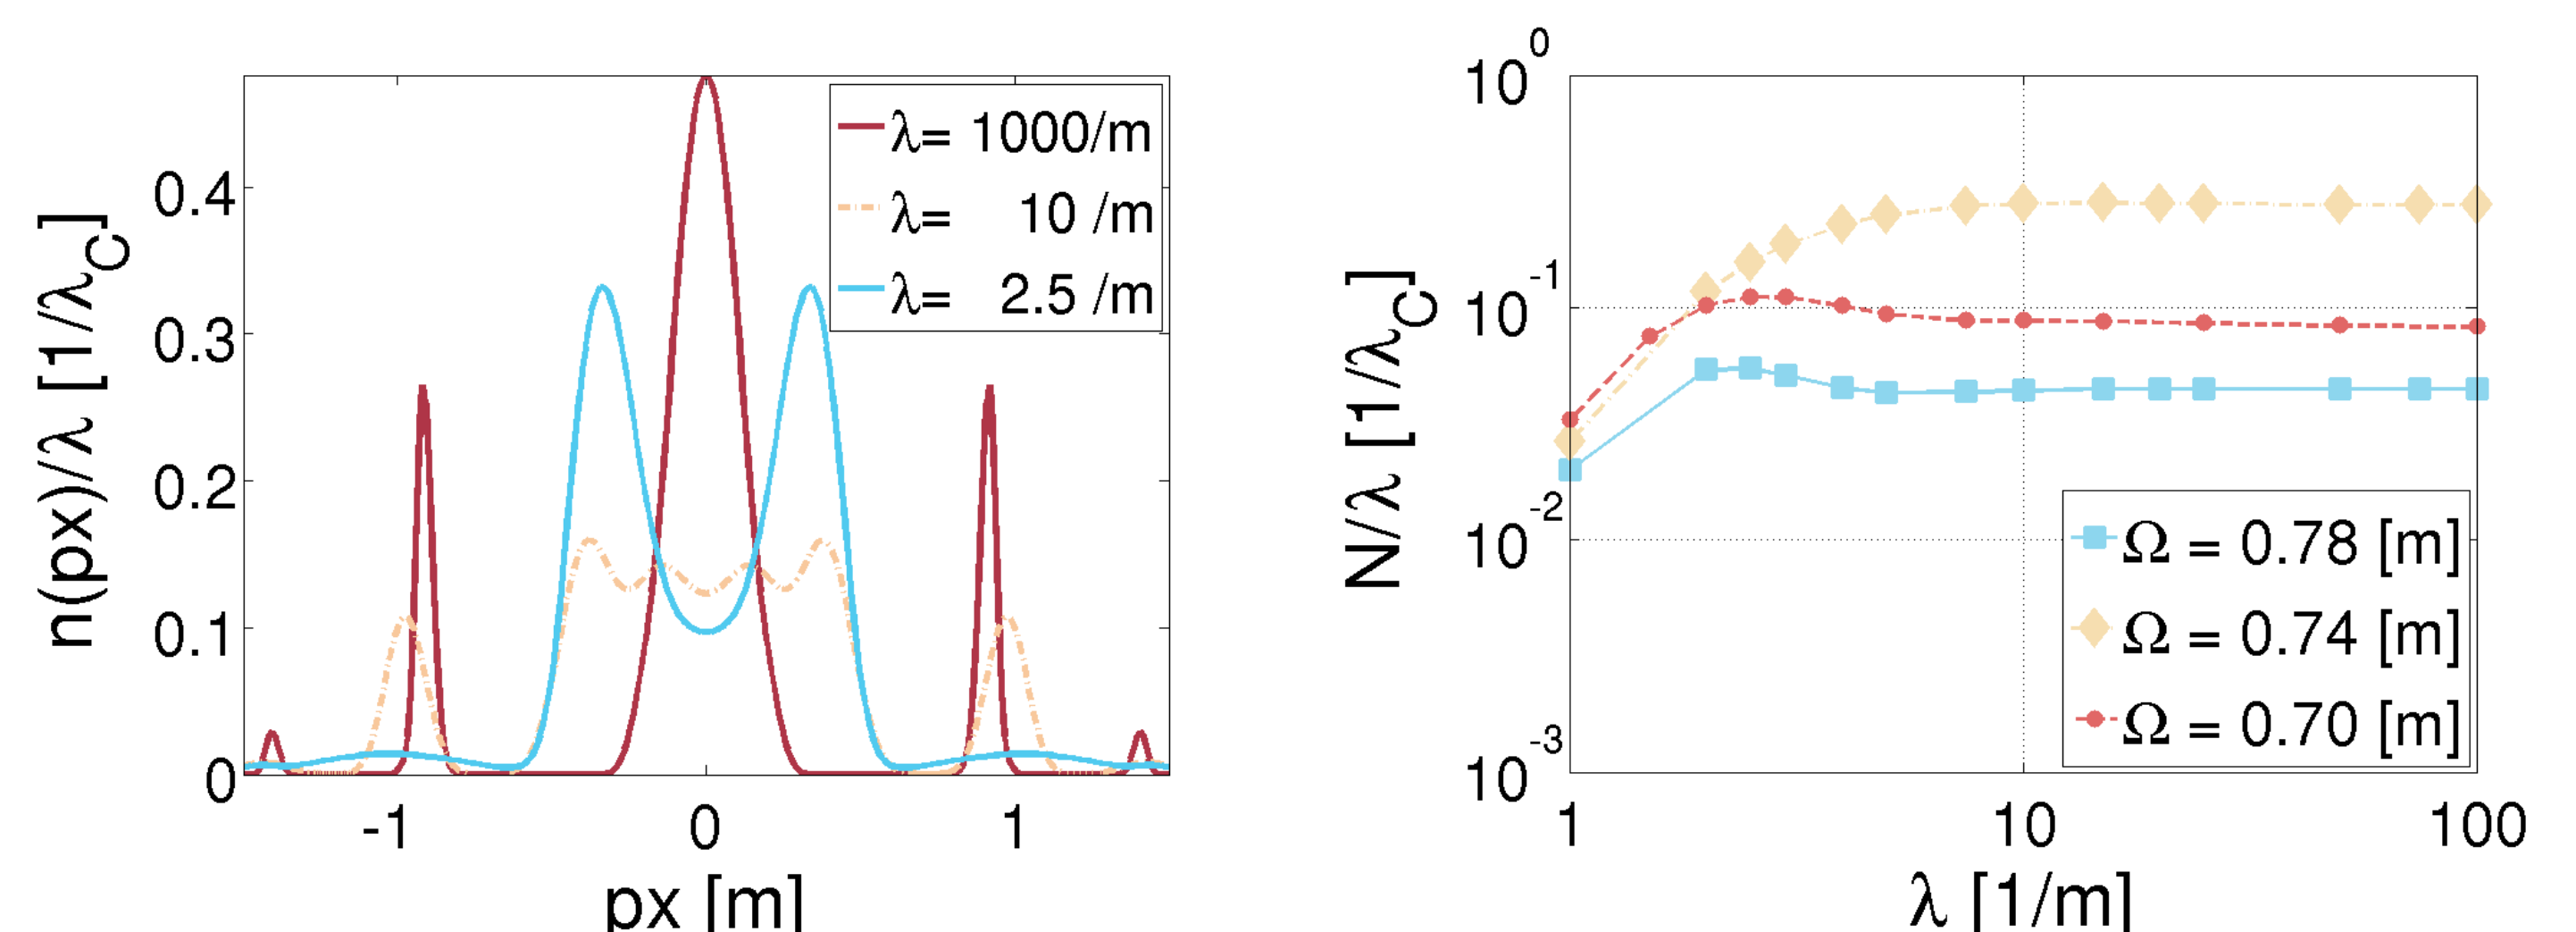 n(px)/λ [1/λC]
0.4
0.3
0.2
0.1
0
-1
0
1
px [m]
λ= 1000/m
λ= 10 /m
λ= 2.5 /m
N/λ [1/λC]
10^0
10^-1
10^-2
10^-3
1
10
100
λ [1/m]
Ω = 0.78 [m]
Ω = 0.74 [m]
Ω = 0.70 [m]